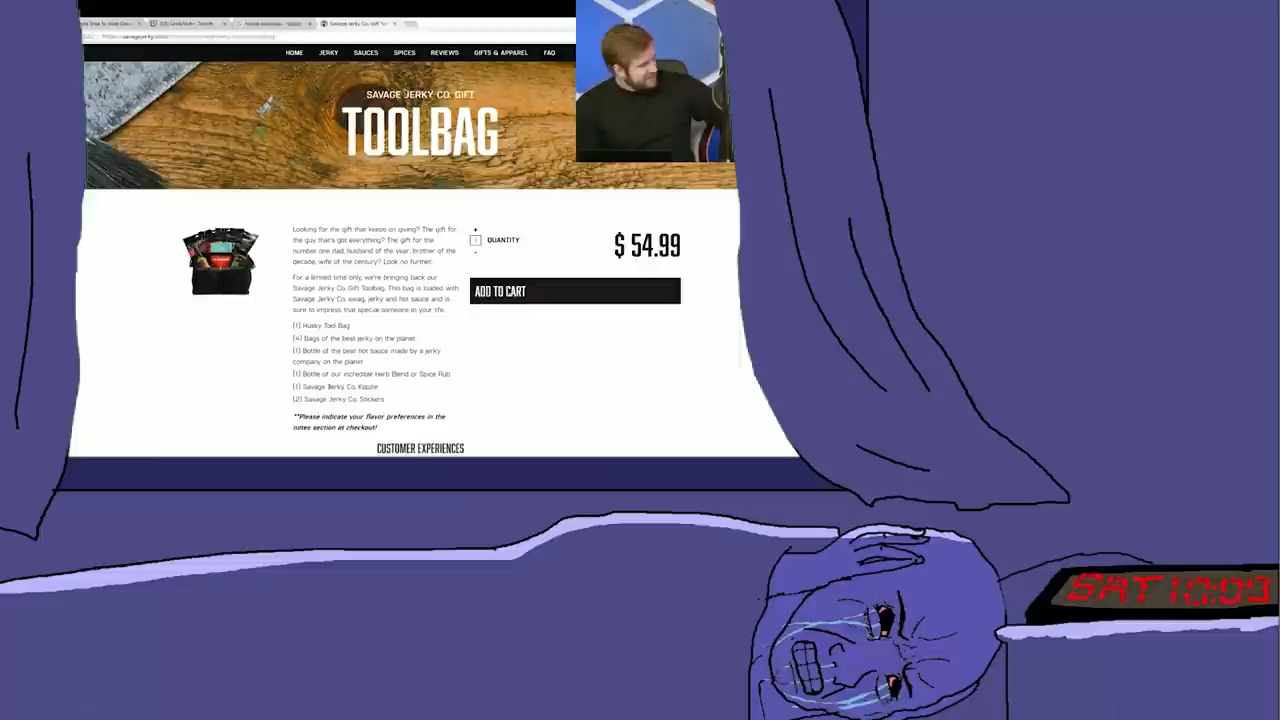 HOME JERKY SAUCES SPICES REVIEWS GIFTS & APPAREL FAQ
SAVAGE JERKY CO. GIFT
TOOLBAG
Looking for the gift that keeps on giving? The gift for
the guy that's got everything? The gift for the
number one dad, husband of the year, brother of the
decade, wife of the century? Look no further.
For a limited time only, we're bringing back our
Savage Jerky Co. Gift Toolbag. This bag is loaded with
Savage Jerky Co. swag, jerky and hot sauce and is
sure to impress that special someone in your life.
(1) Husky Tool Bag
(4) Bags of the best jerky on the planet
(1) Bottle of the best hot sauce made by a jerky
company on the planet
(1) Bottle of our incredible Herb Blend or Spice Rub
(1) Savage Jerky Co. Koozie
(2) Savage Jerky Co. Stickers
**Please indicate your flavor preferences in the
notes section at checkout!
1 QUANTITY
$ 54.99
ADD TO CART
CUSTOMER EXPERIENCES
SAT 10:00